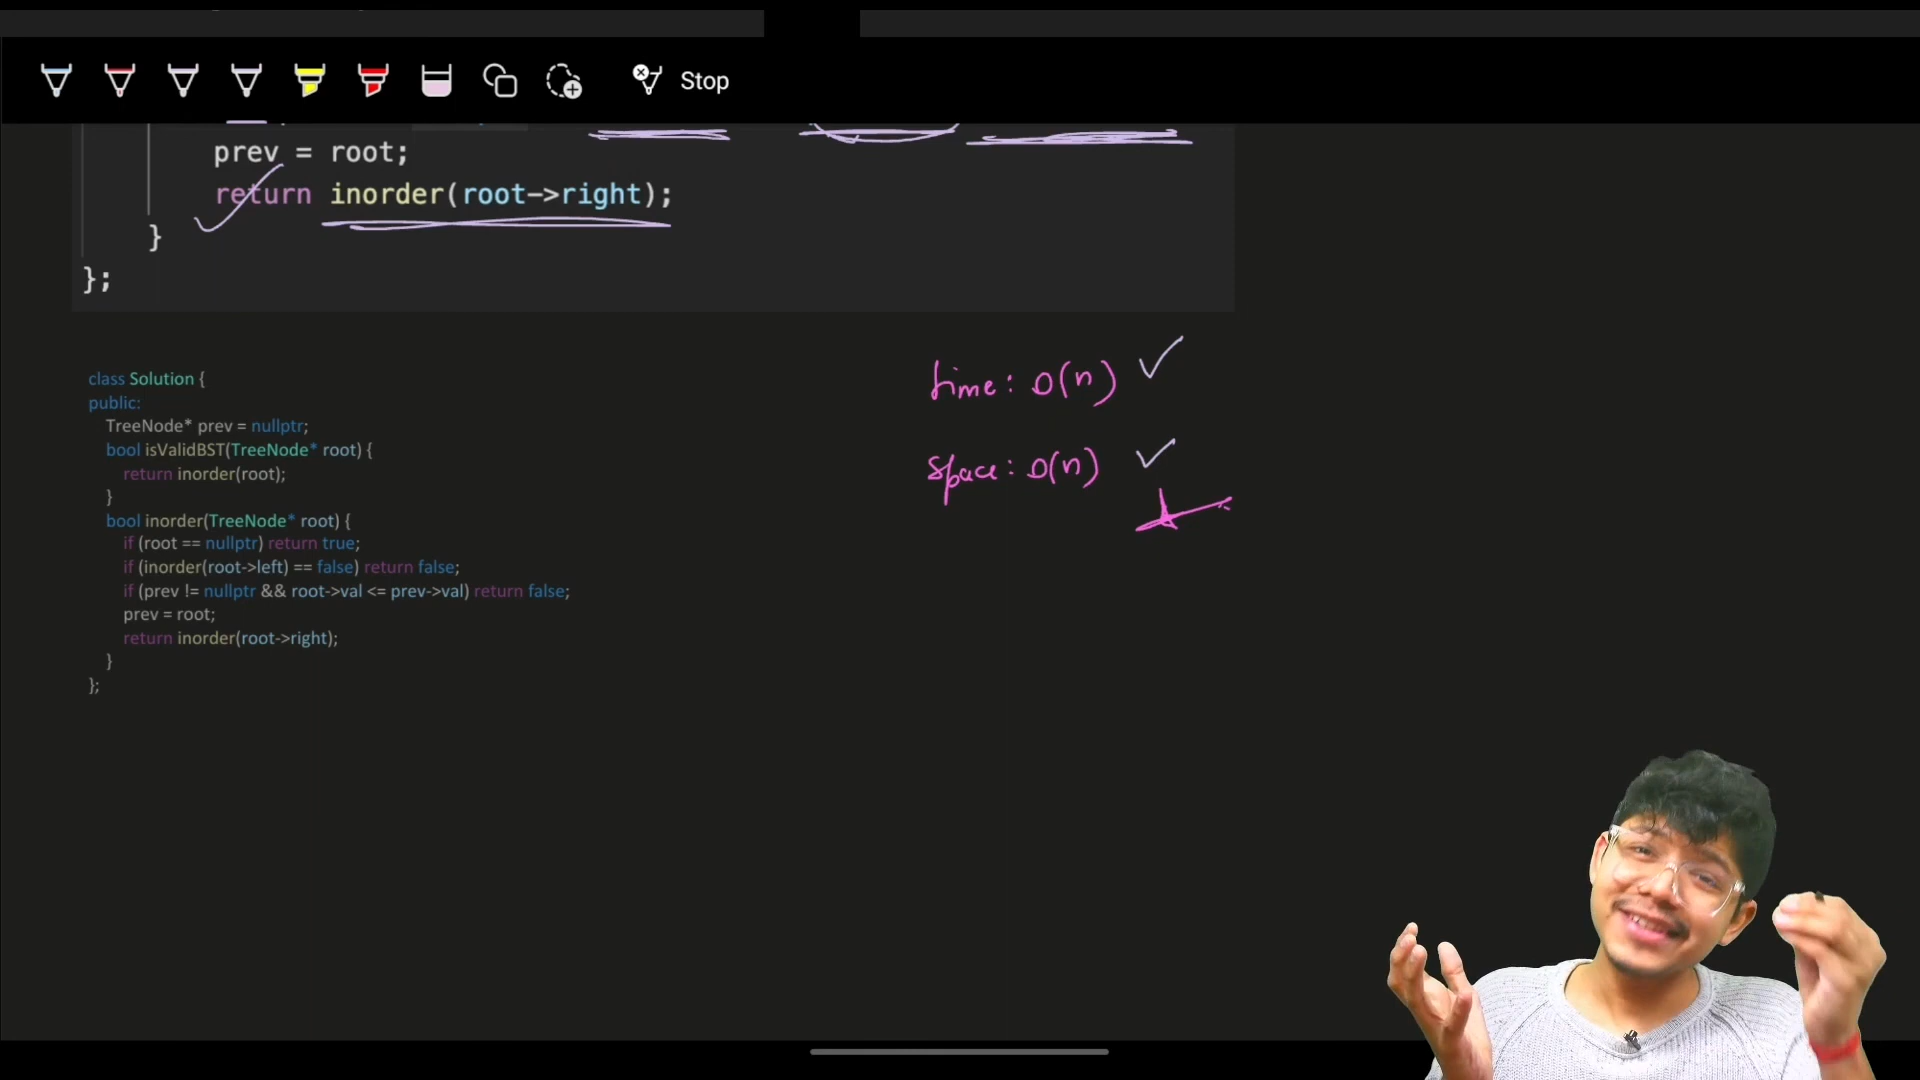 Stop
prev = root;
return inorder(root->right);
}
};
class Solution {
public:
TreeNode* prev = nullptr;
bool isValidBST(TreeNode* root) {
return inorder(root);
}
bool inorder(TreeNode* root) {
if (root == nullptr) return true;
if (inorder(root->left) == false) return false;
if (prev != nullptr && root->val <= prev->val) return false;
prev = root;
return inorder(root->right);
}
};
time: O(n)
space: O(n)